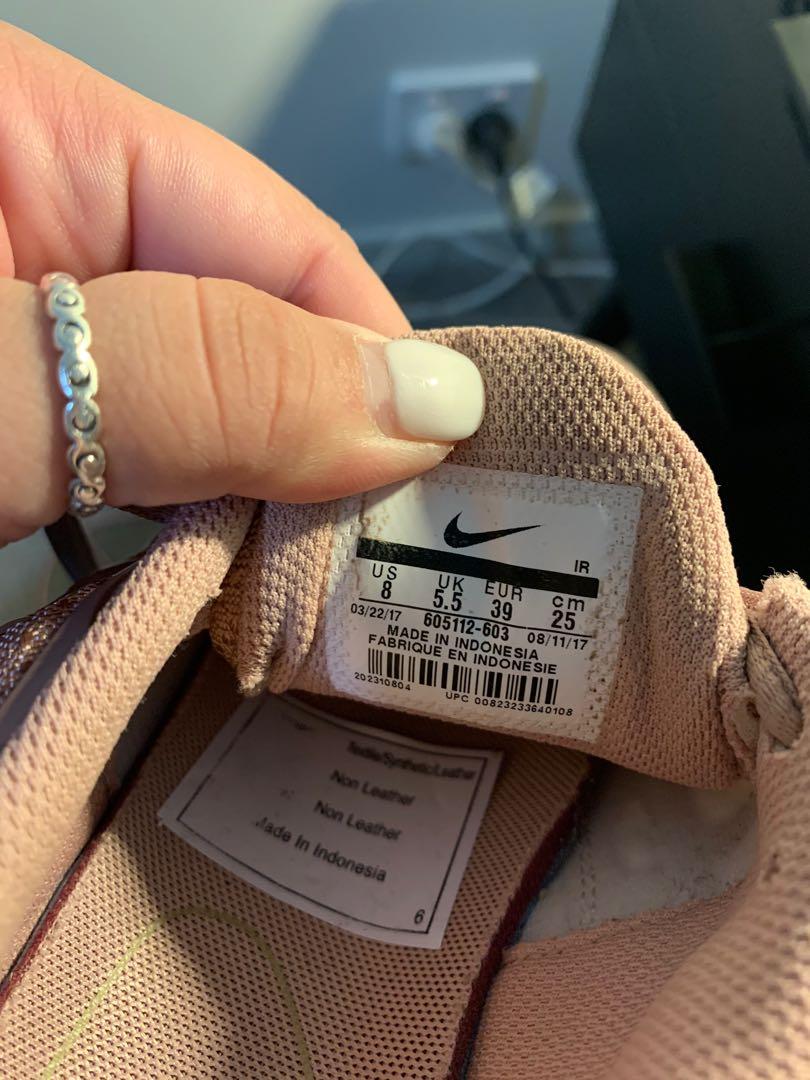 IR
US UK EUR cm
8 5.5 39 25
03/22/17 605112-603 08/11/17
MADE IN INDONESIA
FABRIQUE EN INDONESIE
202310804 UPC 00823233640108
Textile/Synthetic/Leather
Non Leather
Non Leather
Made In Indonesia
6